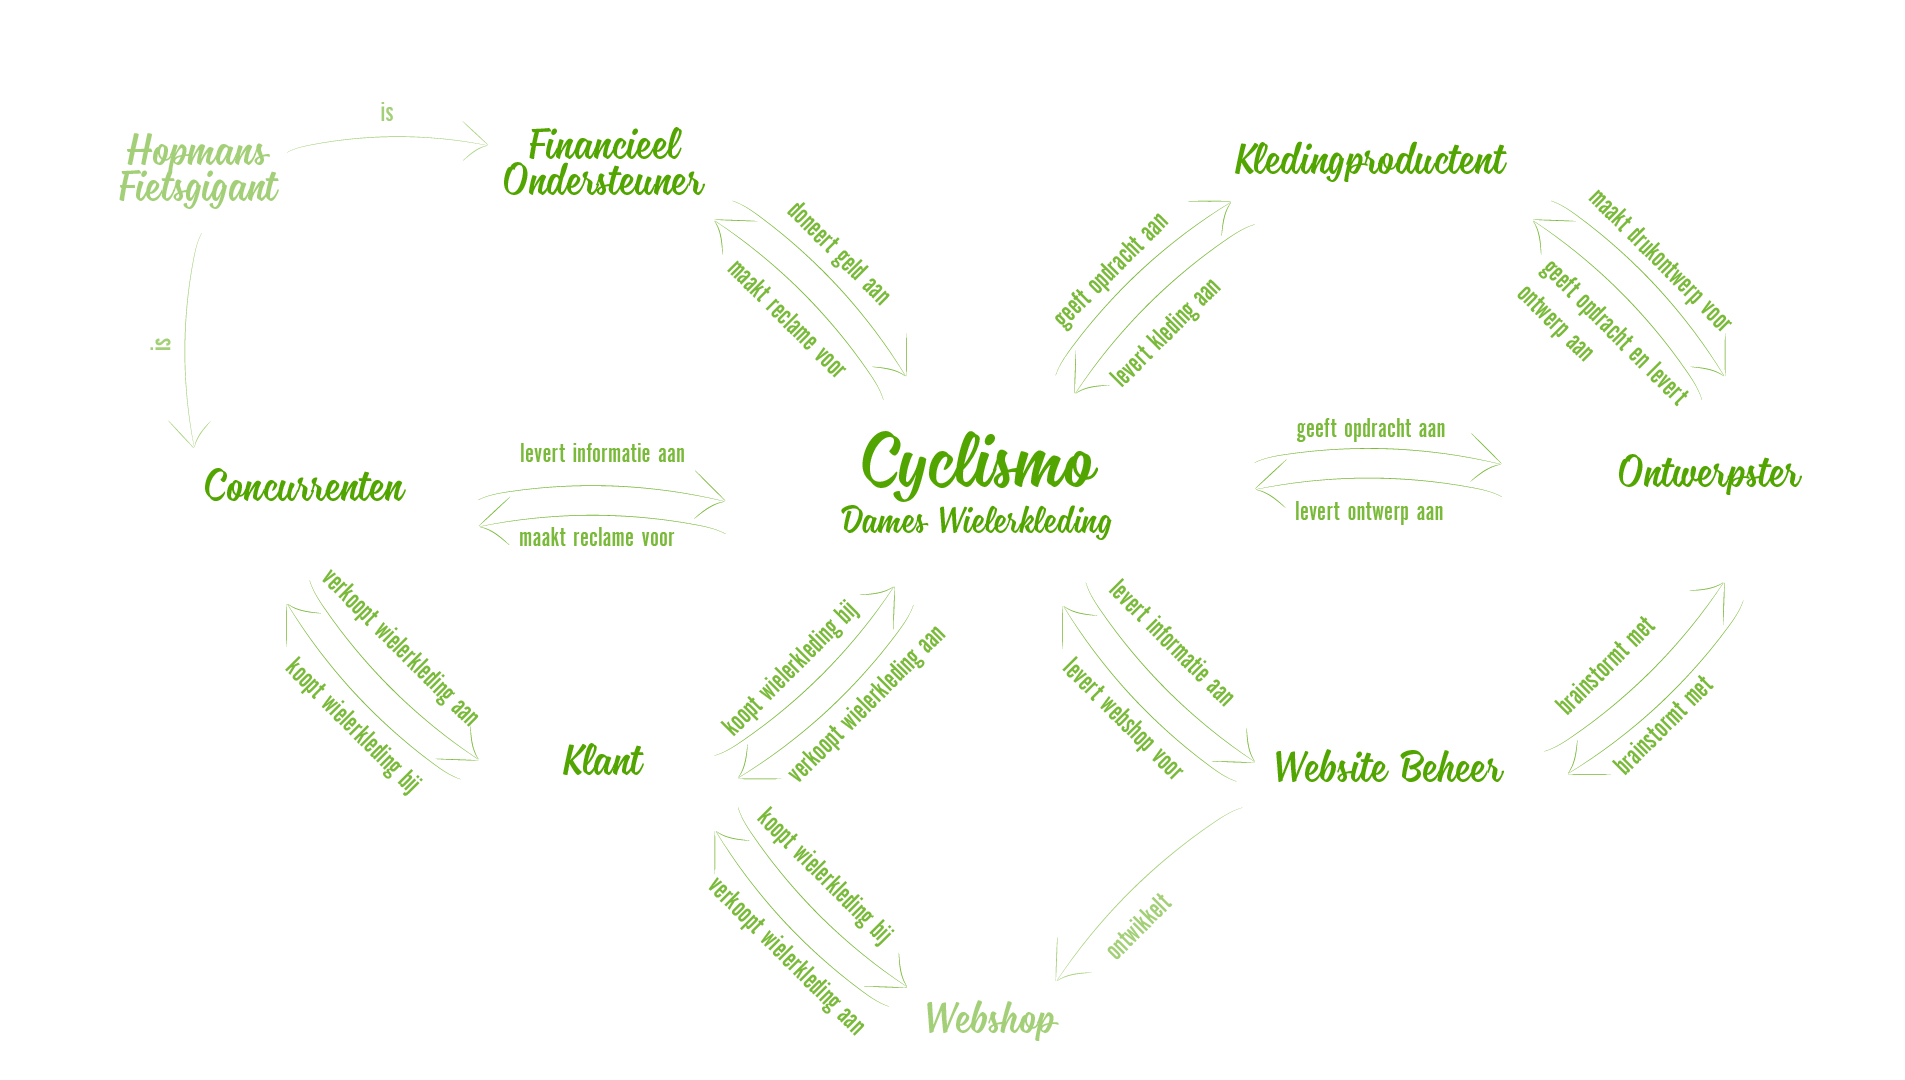 is
Hopmans
Fietsgigant
Financieel
Ondersteuner
Kledingproductent
is
doneert geld aan
maakt reclame voor
geeft opdracht aan
levert kleding aan
maakt drukontwerp voor
geeft opdracht en levert
ontwerp aan
Concurrenten
levert informatie aan
maakt reclame voor
Cyclismo
Dames Wielerkleding
geeft opdracht aan
levert ontwerp aan
Ontwerpster
verkoopt wielerkleding aan
koopt wielerkleding bij
koopt wielerkleding bij
verkoopt wielerkleding aan
levert informatie aan
levert webshop voor
brainstormt met
brainstormt met
Klant
Website Beheer
koopt wielerkleding bij
verkoopt wielerkleding aan
ontwikkelt
Webshop